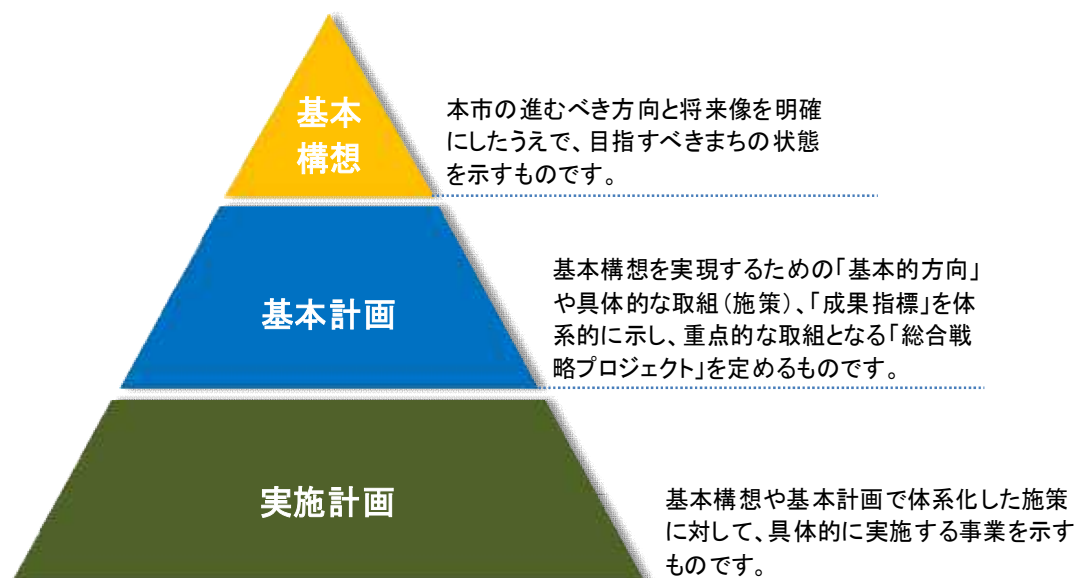 基本
構想
本市の進むべき方向と将来像を明確
にしたうえで、目指すべきまちの状態
を示すものです。
基本計画
基本構想を実現するための「基本的方向」
や具体的な取組（施策）、「成果指標」を体
系的に示し、重点的な取組となる「総合戦
略プロジェクト」を定めるものです。
実施計画
基本構想や基本計画で体系化した施策
に対して、具体的に実施する事業を示す
ものです。